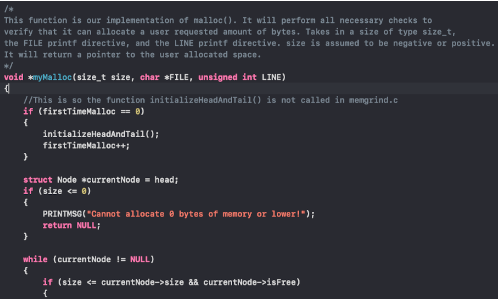 /*
This function is our implementation of malloc(). It will perform all necessary checks to
verify that it can allocate a user requested amount of bytes. Takes in a size of type size_t,
the FILE printf directive, and the LINE printf directive. size is assumed to be negative or positive.
It will return a pointer to the user allocated space.
*/
void *myMalloc(size_t size, char *FILE, unsigned int LINE)
{
    //This is so the function initializeHeadAndTail() is not called in memgrind.c
    if (firstTimeMalloc == 0)
    {
        initializeHeadAndTail();
        firstTimeMalloc++;
    }

    struct Node *currentNode = head;
    if (size <= 0)
    {
        PRINTMSG("Cannot allocate 0 bytes of memory or lower!");
        return NULL;
    }

    while (currentNode != NULL)
    {
        if (size <= currentNode->size && currentNode->isFree)
        {